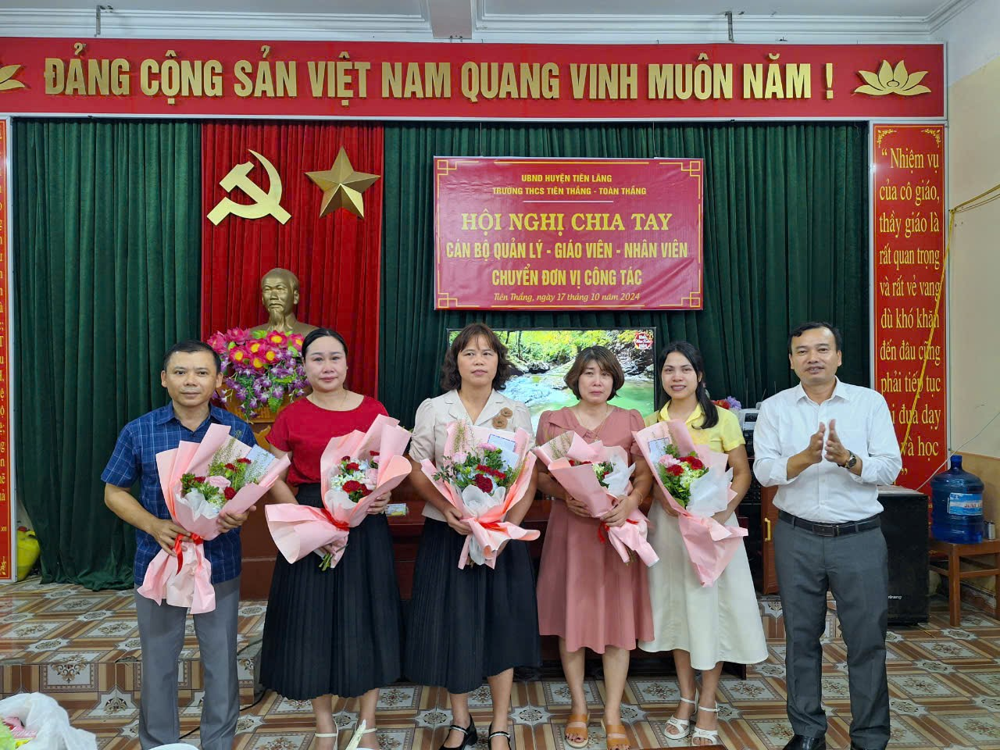 ĐẢNG CỘNG SẢN VIỆT NAM QUANG VINH MUÔN NĂM !
UBND HUYỆN TIÊN LÃNG
TRƯỜNG THCS TIÊN THẮNG - TOÀN THẮNG
HỘI NGHỊ CHIA TAY
CÁN BỘ QUẢN LÝ - GIÁO VIÊN - NHÂN VIÊN
CHUYỂN ĐƠN VỊ CÔNG TÁC
Tiên Thắng, ngày 17 tháng 10 năm 2024
“ Nhiệm vụ
của cô giáo,
thầy giáo là
rất quan trọng
và rất vẻ vang
dù khó khăn
đến đâu cũng
phải tiếp tục
đua dạy
và học
”